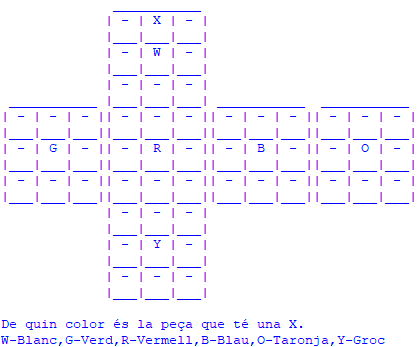 - X -
- W -
- - -
- - - - - - - - - - - -
- G - - R - - B - - O -
- - - - - - - - - - - -
- - -
- Y -
- - -
De quin color és la peça que té una X.
W-Blanc,G-Verd,R-Vermell,B-Blau,O-Taronja,Y-Groc